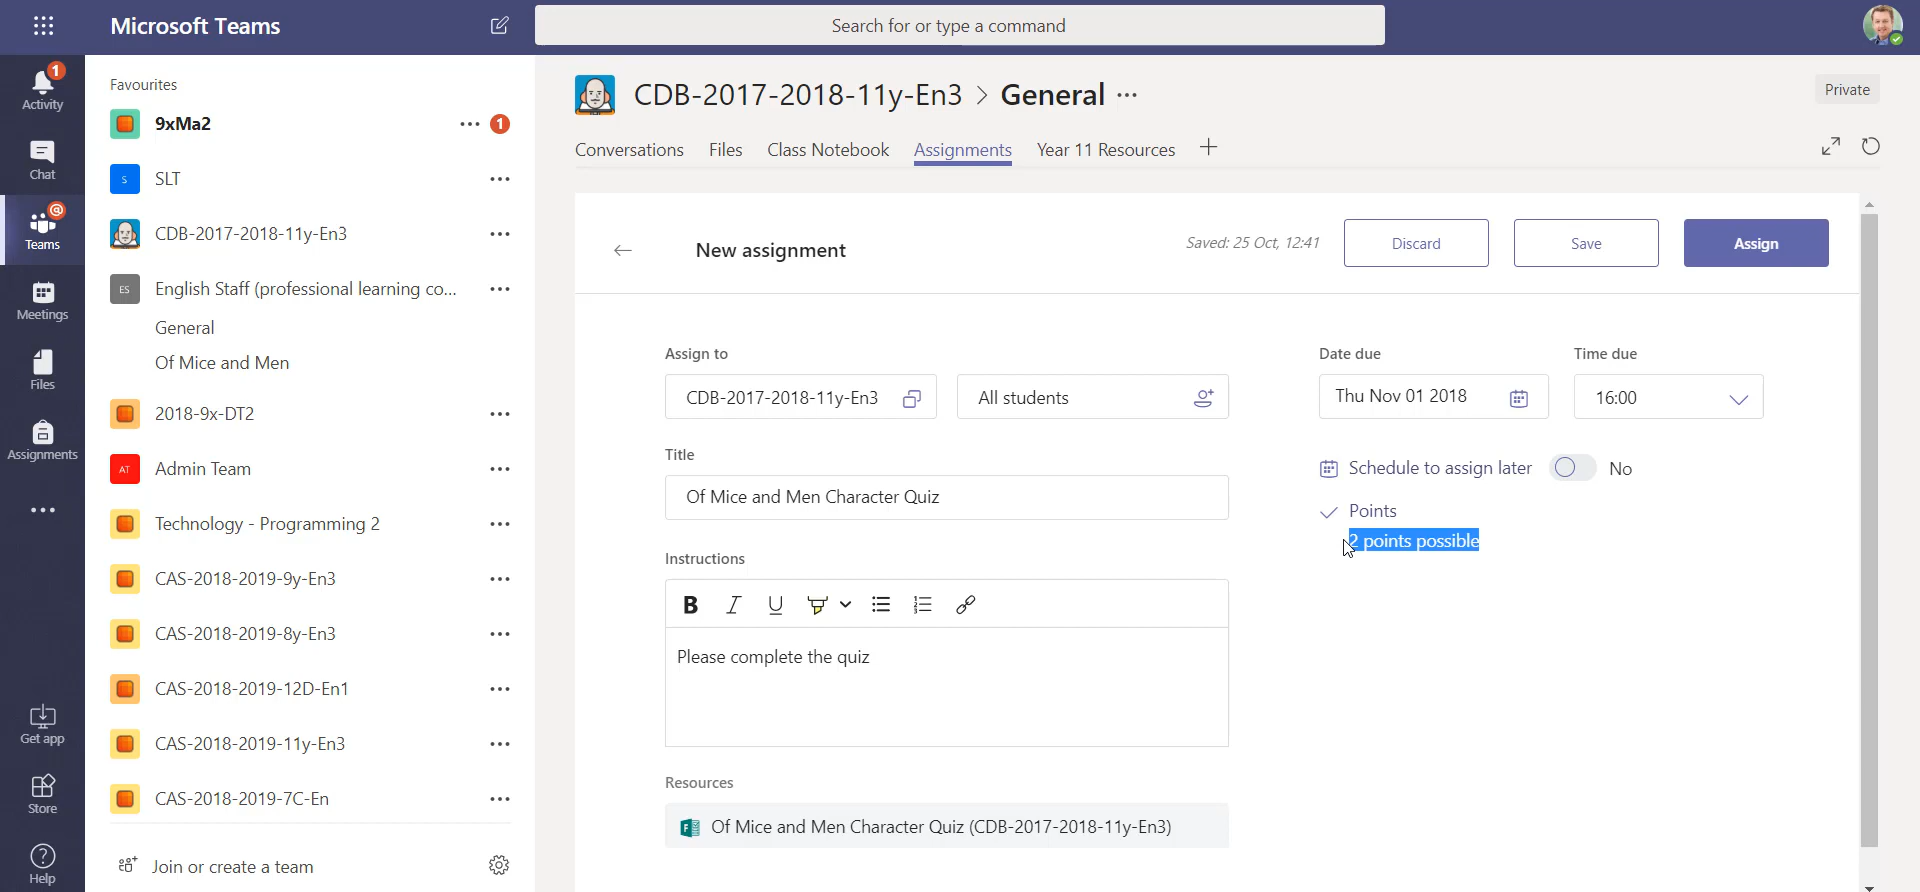 Microsoft Teams
Search for or type a command
1
Activity
Chat
@
Teams
Meetings
Files
Assignments
Get app
Store
Help
Favourites
9xMa2
1
S
SLT
CDB-2017-2018-11y-En3
ES
English Staff (professional learning co...
General
Of Mice and Men
2018-9x-DT2
AT
Admin Team
Technology - Programming 2
CAS-2018-2019-9y-En3
CAS-2018-2019-8y-En3
CAS-2018-2019-12D-En1
CAS-2018-2019-11y-En3
CAS-2018-2019-7C-En
Join or create a team
CDB-2017-2018-11y-En3 > General ...
Private
Conversations Files Class Notebook Assignments Year 11 Resources +
New assignment
Saved: 25 Oct, 12:41
Discard
Save
Assign
Assign to
CDB-2017-2018-11y-En3
All students
Date due
Thu Nov 01 2018
Time due
16:00
Title
Of Mice and Men Character Quiz
Schedule to assign later
No
Points
2 points possible
Instructions
B I U
Please complete the quiz
Resources
Of Mice and Men Character Quiz (CDB-2017-2018-11y-En3)